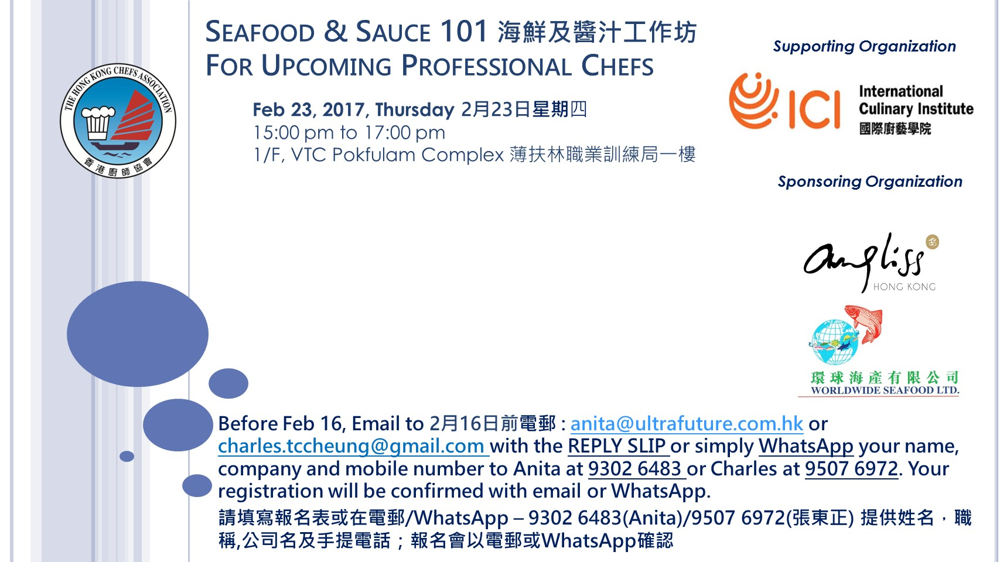 SEAFOOD & SAUCE 101 海鮮及醬汁工作坊
FOR UPCOMING PROFESSIONAL CHEFS
Feb 23, 2017, Thursday 2月23日星期四
15:00 pm to 17:00 pm
1/F, VTC Pokfulam Complex 薄扶林職業訓練局一樓
THE HONG KONG CHEFS ASSOCIATION
香港廚師協會
Supporting Organization
ICI
International
Culinary Institute
國際廚藝學院
Sponsoring Organization
angliss
HONG KONG
環球海產有限公司
WORLDWIDE SEAFOOD LTD.
Before Feb 16, Email to 2月16日前電郵 : anita@ultrafuture.com.hk or
charles.tccheung@gmail.com with the REPLY SLIP or simply WhatsApp your name,
company and mobile number to Anita at 9302 6483 or Charles at 9507 6972. Your
registration will be confirmed with email or WhatsApp.
請填寫報名表或在電郵/WhatsApp – 9302 6483(Anita)/9507 6972(張東正) 提供姓名，職
稱,公司名及手提電話；報名會以電郵或WhatsApp確認